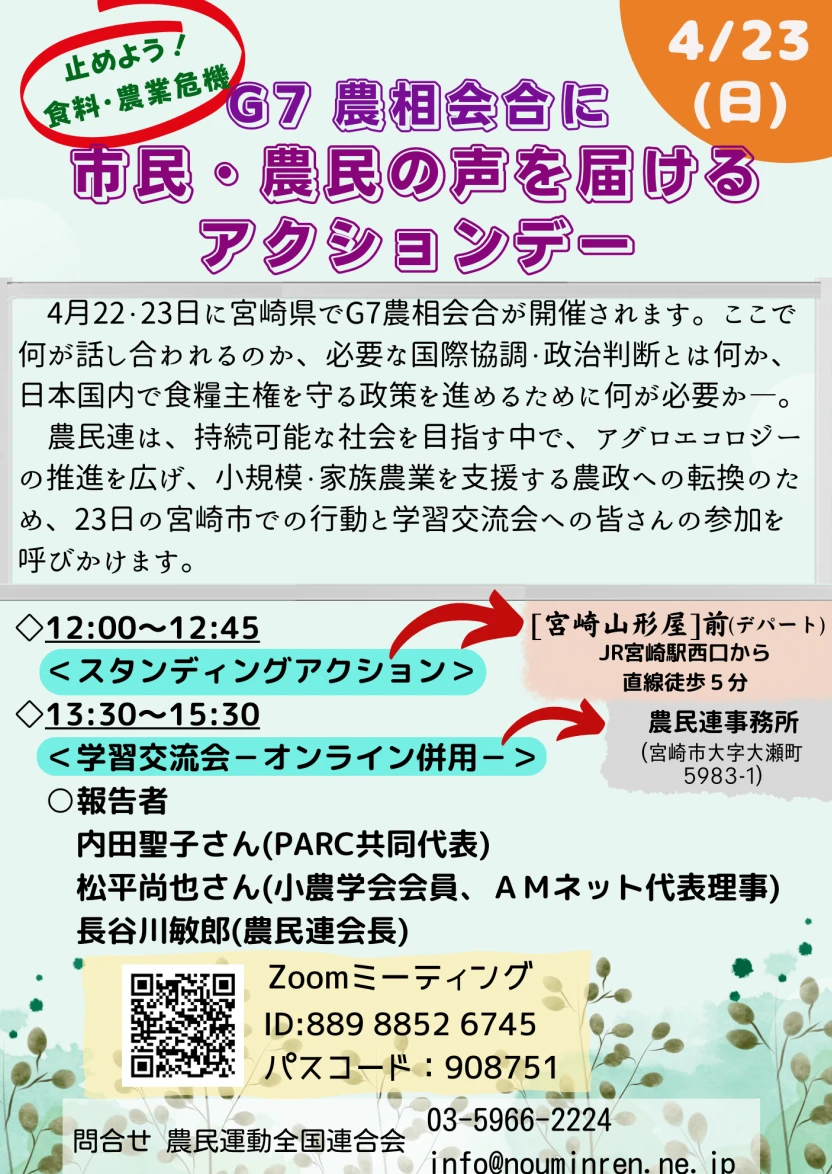 止めよう！
食料・農業危機
4/23
(日)
G7 農相会合に
市民・農民の声を届ける
アクションデー
4月22·23日に宮崎県でG7農相会合が開催されます。ここで
何が話し合われるのか、必要な国際協調·政治判断とは何か、
日本国内で食糧主権を守る政策を進めるために何が必要か―。
農民連は、持続可能な社会を目指す中で、アグロエコロジー
の推進を広げ、小規模·家族農業を支援する農政への転換のた
め、23日の宮崎市での行動と学習交流会への皆さんの参加を
呼びかけます。
◇12:00〜12:45
＜スタンディングアクション＞
[宮崎山形屋]前(デパート)
JR宮崎駅西口から
直線徒歩５分
◇13:30〜15:30
＜学習交流会－オンライン併用－＞
農民連事務所
(宮崎市大字大瀬町
5983-1)
〇報告者
内田聖子さん(PARC共同代表)
松平尚也さん(小農学会会員、ＡＭネット代表理事)
長谷川敏郎(農民連会長)
Zoomミーティング
ID:889 8852 6745
パスコード：908751
問合せ 農民運動全国連合会
03-5966-2224
info@nouminren.ne.jp